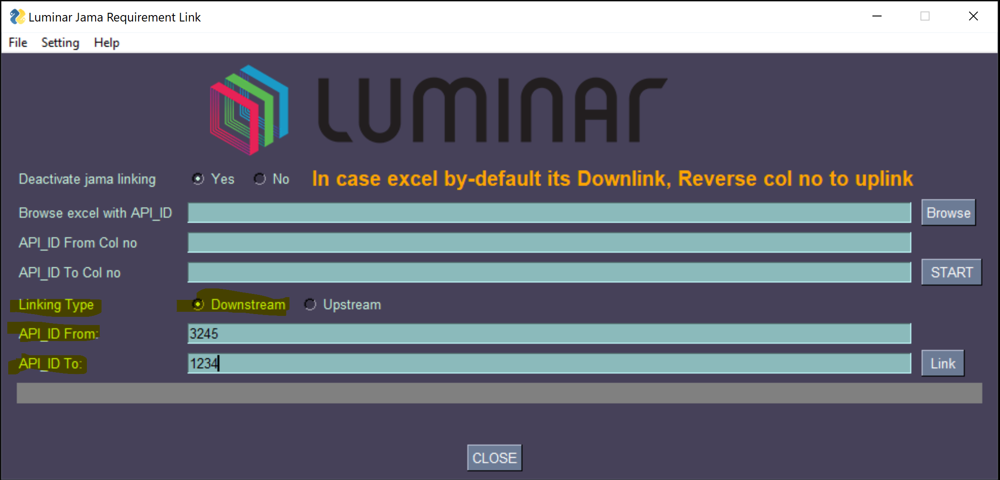 Luminar Jama Requirement Link
File Setting Help
LUMINAR
Deactivate jama linking Yes No In case excel by-default its Downlink, Reverse col no to uplink
Browse excel with API_ID Browse
API_ID From Col no
API_ID To Col no START
Linking Type Downstream Upstream
API_ID From: 3245
API_ID To: 1234 Link
CLOSE